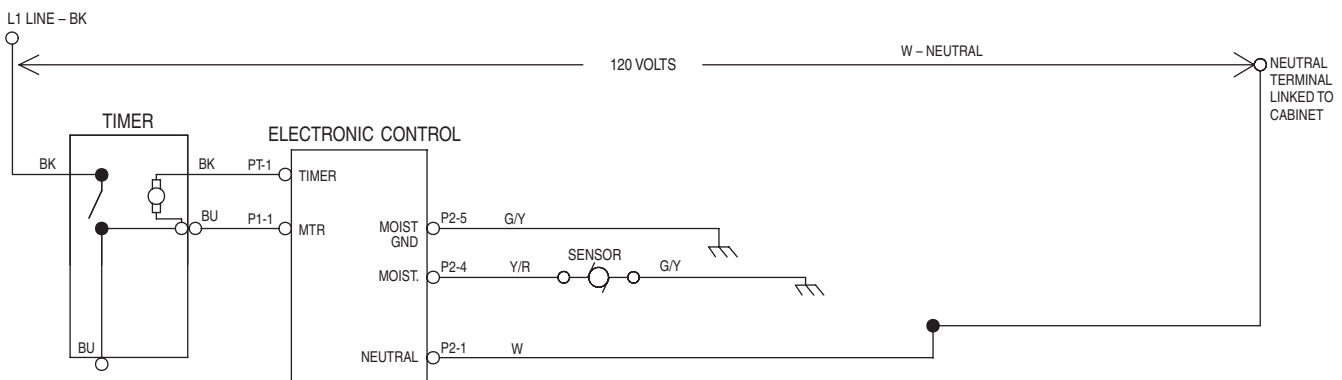 L1 LINE – BK
120 VOLTS
W – NEUTRAL
NEUTRAL
TERMINAL
LINKED TO
CABINET
TIMER
ELECTRONIC CONTROL
BK
BK
PT-1
TIMER
BU
P1-1
MTR
MOIST
GND
P2-5
G/Y
SENSOR
MOIST.
P2-4
Y/R
G/Y
BU
NEUTRAL
P2-1
W